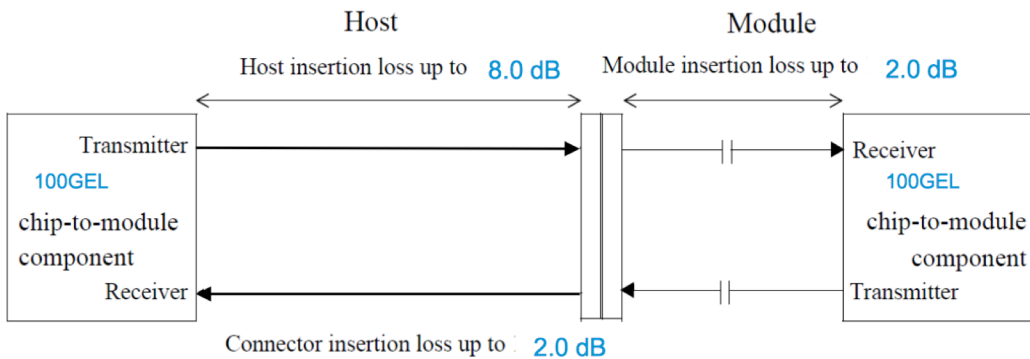 Host
Module
Host insertion loss up to 8.0 dB
Module insertion loss up to 2.0 dB
Transmitter
100GEL
chip-to-module
component
Receiver
Receiver
100GEL
chip-to-module
component
Transmitter
Connector insertion loss up to 2.0 dB